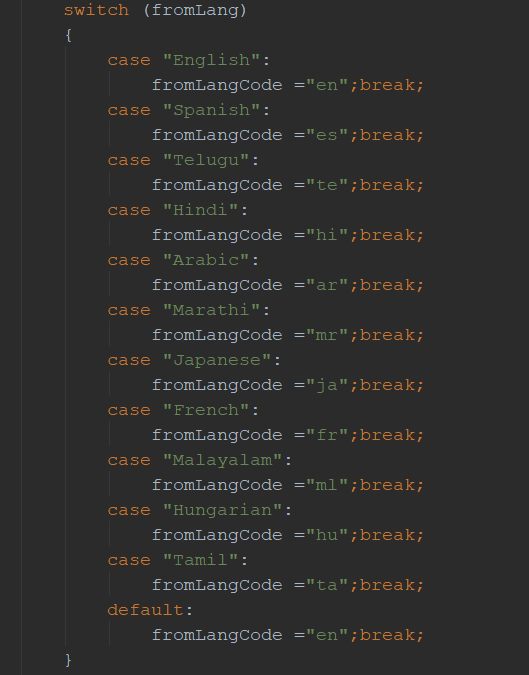 switch (fromLang)
{
case "English":
fromLangCode ="en";break;
case "Spanish":
fromLangCode ="es";break;
case "Telugu":
fromLangCode ="te";break;
case "Hindi":
fromLangCode ="hi";break;
case "Arabic":
fromLangCode ="ar";break;
case "Marathi":
fromLangCode ="mr";break;
case "Japanese":
fromLangCode ="ja";break;
case "French":
fromLangCode ="fr";break;
case "Malayalam":
fromLangCode ="ml";break;
case "Hungarian":
fromLangCode ="hu";break;
case "Tamil":
fromLangCode ="ta";break;
default:
fromLangCode ="en";break;
}